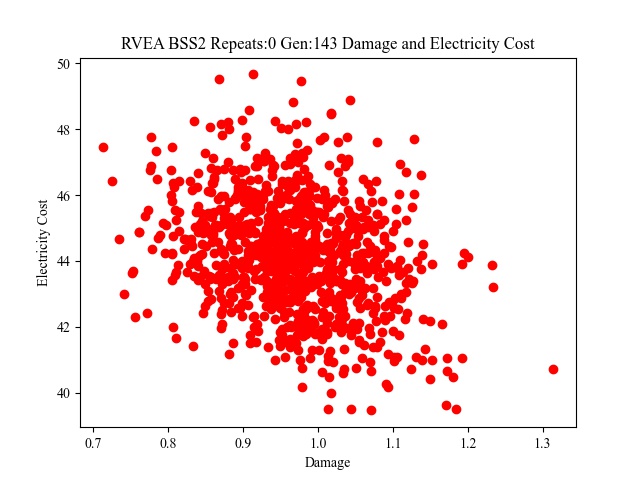 RVEA BSS2 Repeats:0 Gen:143 Damage and Electricity Cost
50
48
46
44
42
40
Electricity Cost
0.7 0.8 0.9 1.0 1.1 1.2 1.3
Damage